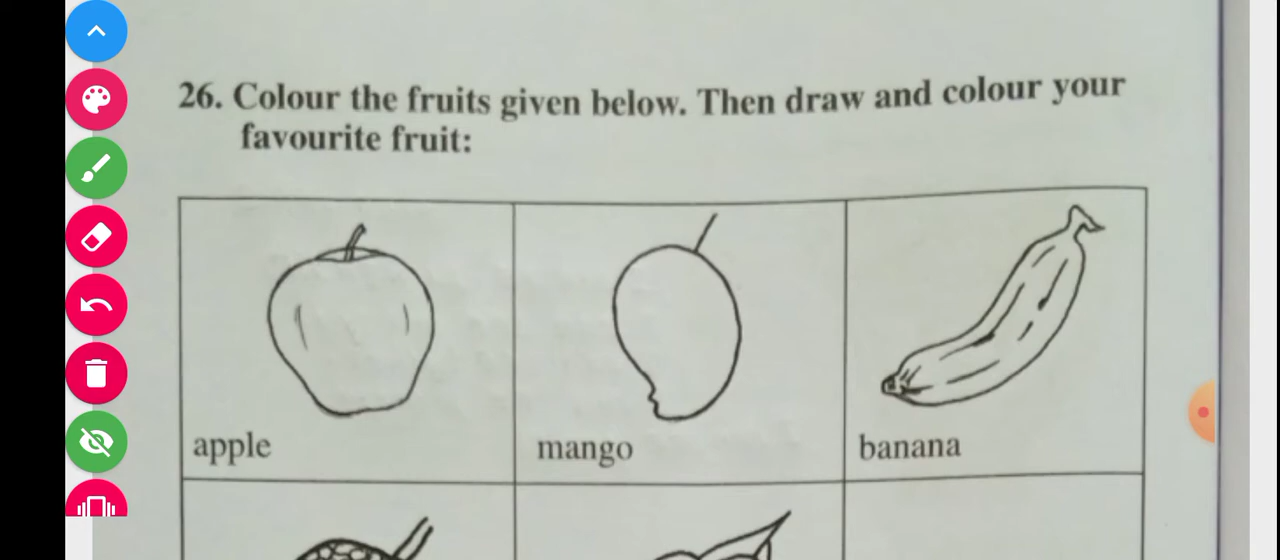 26. Colour the fruits given below. Then draw and colour your
favourite fruit:
apple
mango
banana